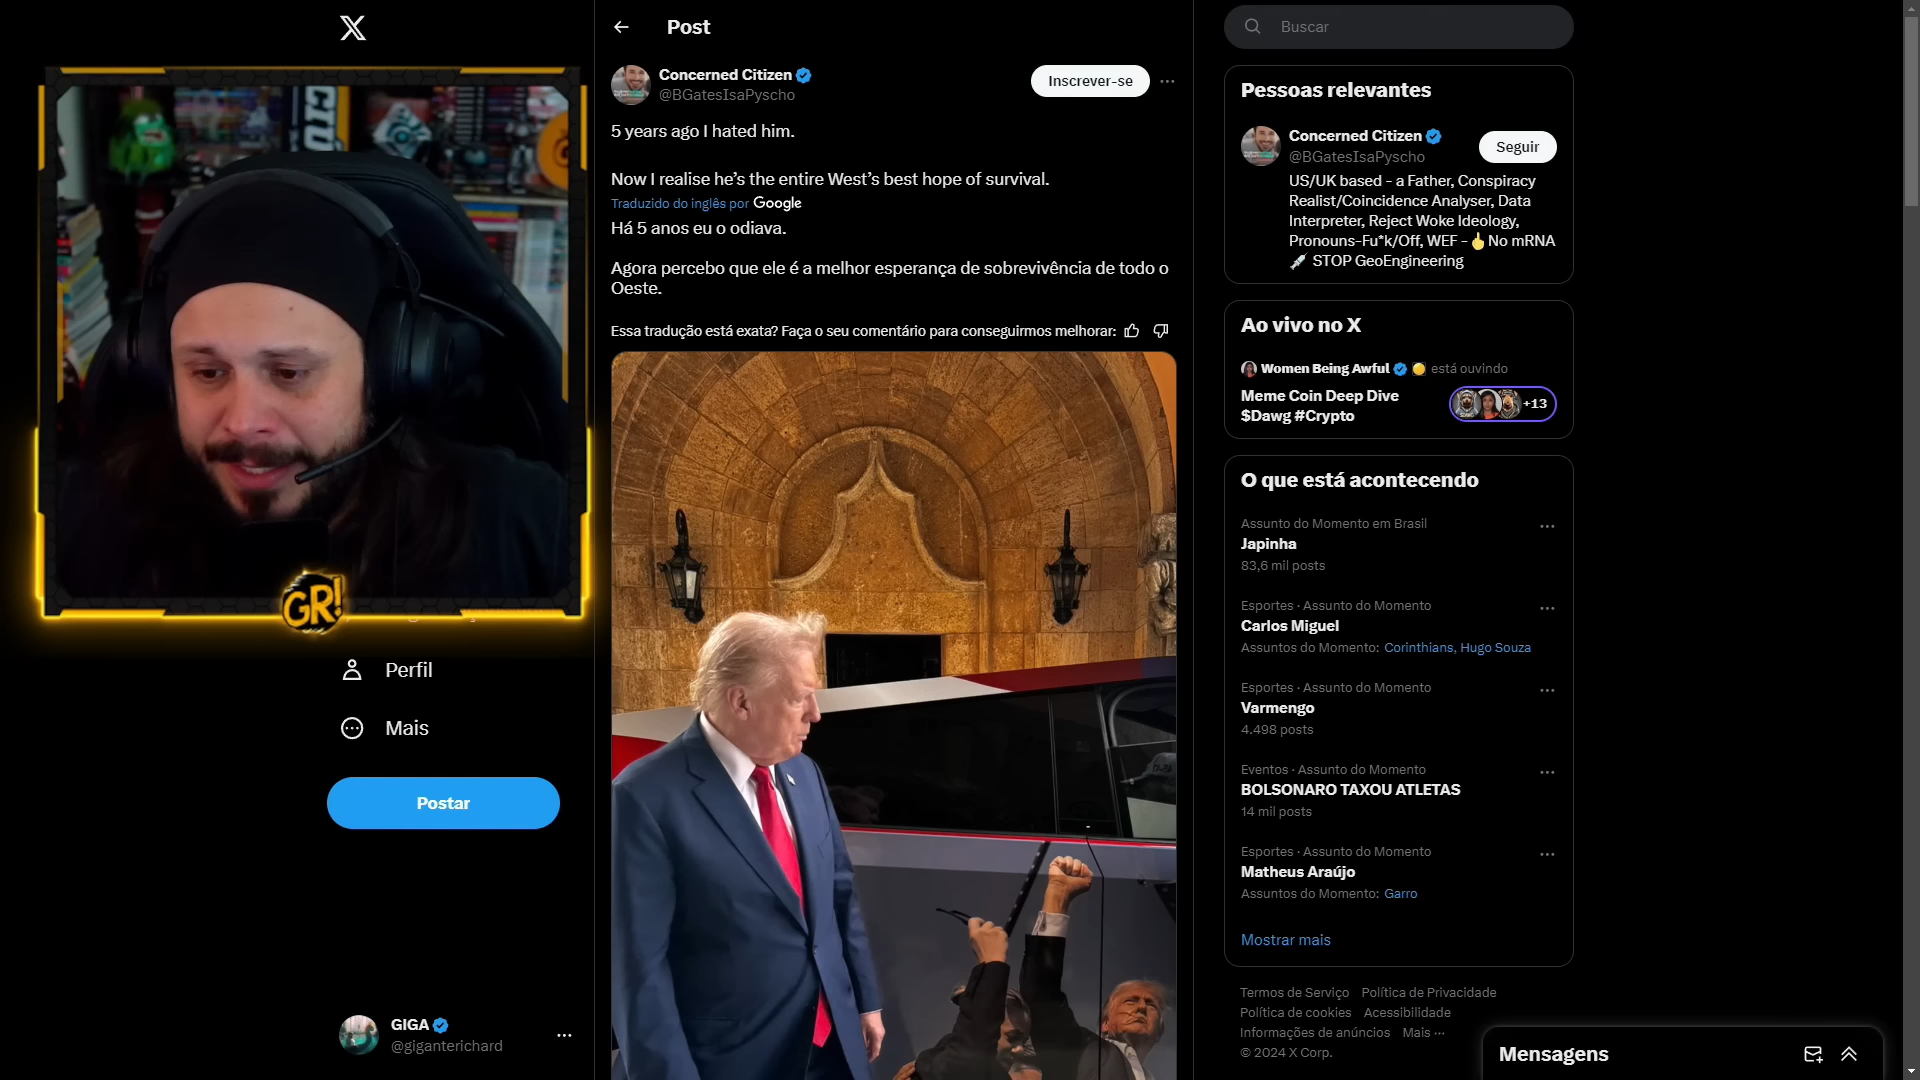 CIU
GR!
Perfil
Mais
Postar
GIGA
@giganterichard
Post
Concerned Citizen
@BGatesIsaPyscho
Inscrever-se
5 years ago I hated him.
Now I realise he’s the entire West’s best hope of survival.
Traduzido do inglês por Google
Há 5 anos eu o odiava.
Agora percebo que ele é a melhor esperança de sobrevivência de todo o
Oeste.
Essa tradução está exata? Faça o seu comentário para conseguirmos melhorar:
Buscar
Pessoas relevantes
Concerned Citizen
@BGatesIsaPyscho
Seguir
US/UK based - a Father, Conspiracy
Realist/Coincidence Analyser, Data
Interpreter, Reject Woke Ideology,
Pronouns-Fu*k/Off, WEF -👆No mRNA
💉 STOP GeoEngineering
Ao vivo no X
Women Being Awful está ouvindo
Meme Coin Deep Dive
$Dawg #Crypto
+13
O que está acontecendo
Assunto do Momento em Brasil
Japinha
83,6 mil posts
Esportes · Assunto do Momento
Carlos Miguel
Assuntos do Momento: Corinthians, Hugo Souza
Esportes · Assunto do Momento
Varmengo
4.498 posts
Eventos · Assunto do Momento
BOLSONARO TAXOU ATLETAS
14 mil posts
Esportes · Assunto do Momento
Matheus Araújo
Assuntos do Momento: Garro
Mostrar mais
Termos de Serviço Política de Privacidade
Política de cookies Acessibilidade
Informações de anúncios Mais ···
© 2024 X Corp.
Mensagens